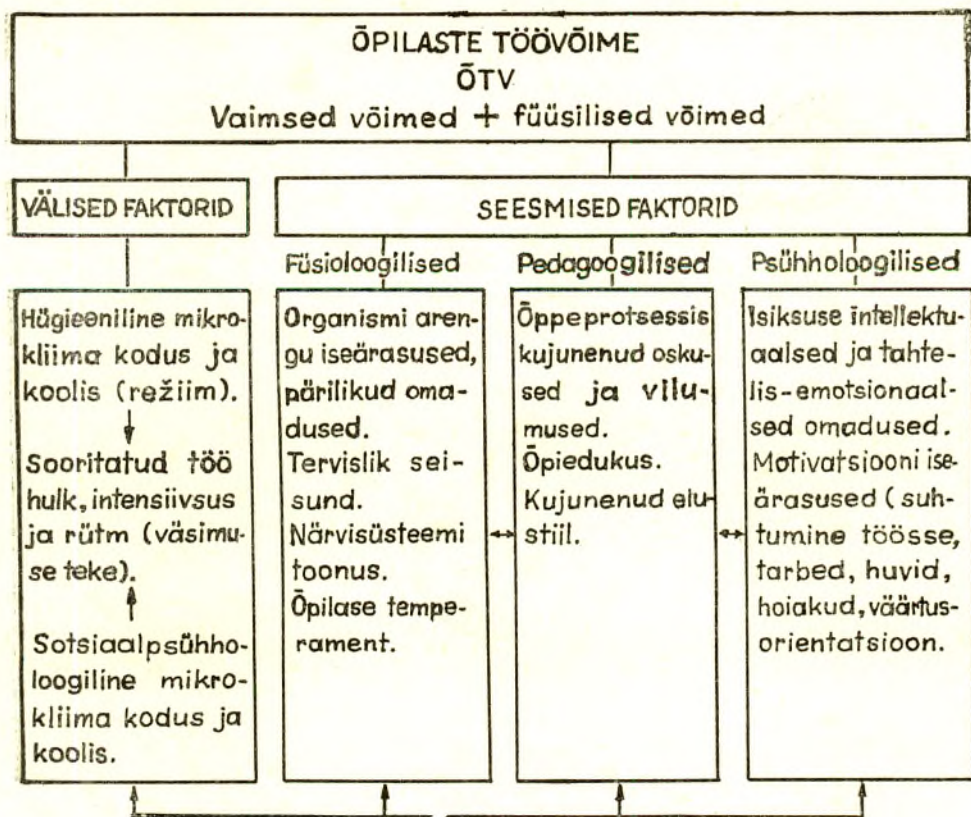 ÕPILASTE TÖÖVÕIME
ÕTV
Vaimsed võimed + füüsilised võimed
VÄLISED FAKTORID
SEESMISED FAKTORID
Hügieeniline mikro-
kliima kodus ja
koolis (režiim).
Sooritatud töö
hulk, intensiivsus
ja rütm (väsimu-
se teke).
Sotsiaalpsühho-
loogiline mikro-
kliima kodus ja
koolis.
Füsioloogilised
Organismi aren-
gu iseärasused,
pärilikud oma-
dused.
Tervislik sei-
sund.
Närvisüsteemi
toonus.
Õpilase tempe-
rament.
Pedagoogilised
Õppeprotsessis
kujunenud osku-
sed ja vilu-
mused.
Õpiedukus.
Kujunenud elu-
stiil.
Psühholoogilised
Isiksuse intellektu-
aalsed ja tahte-
lis-emotsionaal-
sed omadused.
Motivatsiooni ise-
ärasused (suh-
tumine töösse,
tarbed, huvid,
hoiakud, väärtus-
orientatsioon.